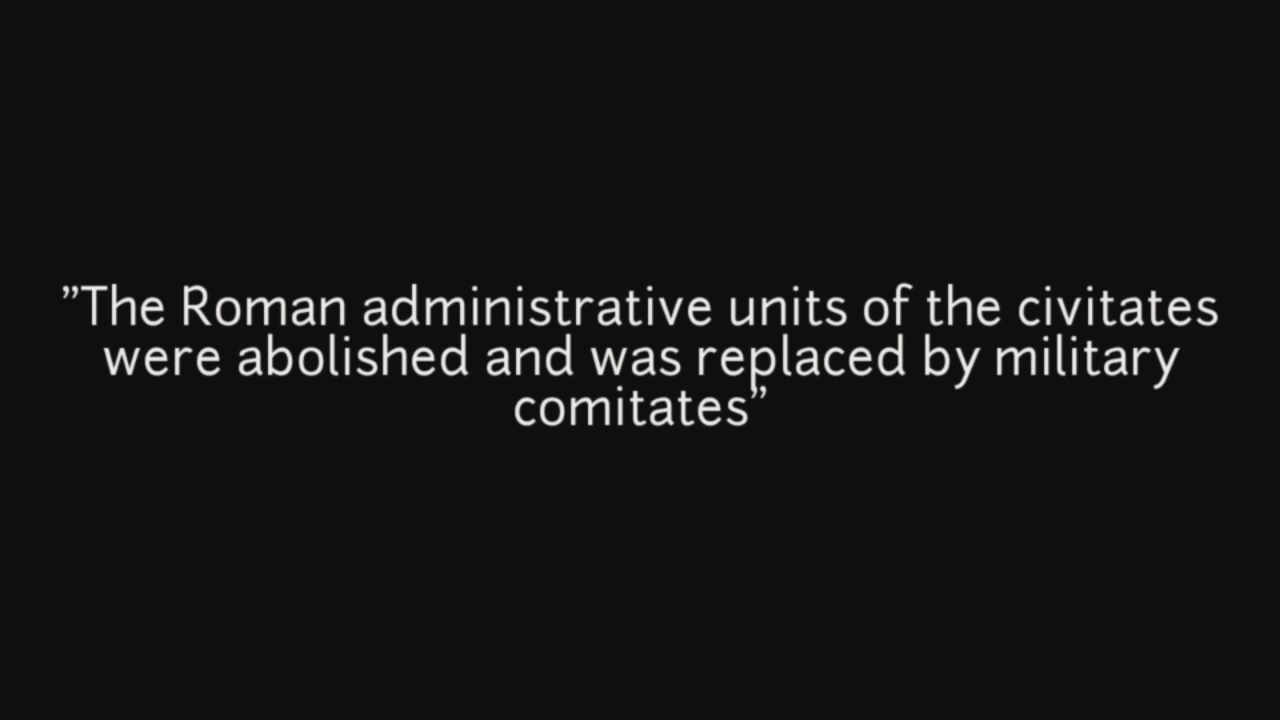 ”The Roman administrative units of the civitates
were abolished and was replaced by military
comitates”